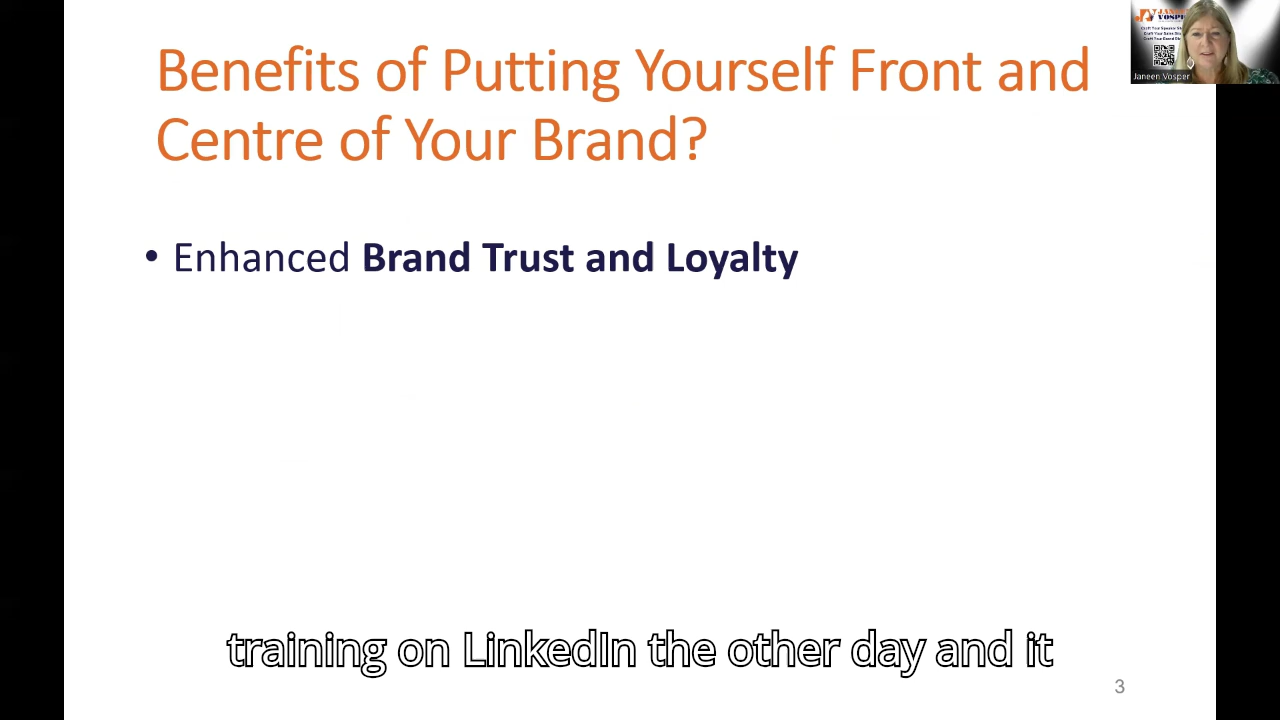 Benefits of Putting Yourself Front and
Centre of Your Brand?
• Enhanced Brand Trust and Loyalty
training on LinkedIn the other day and it
3
Janeen Vosper